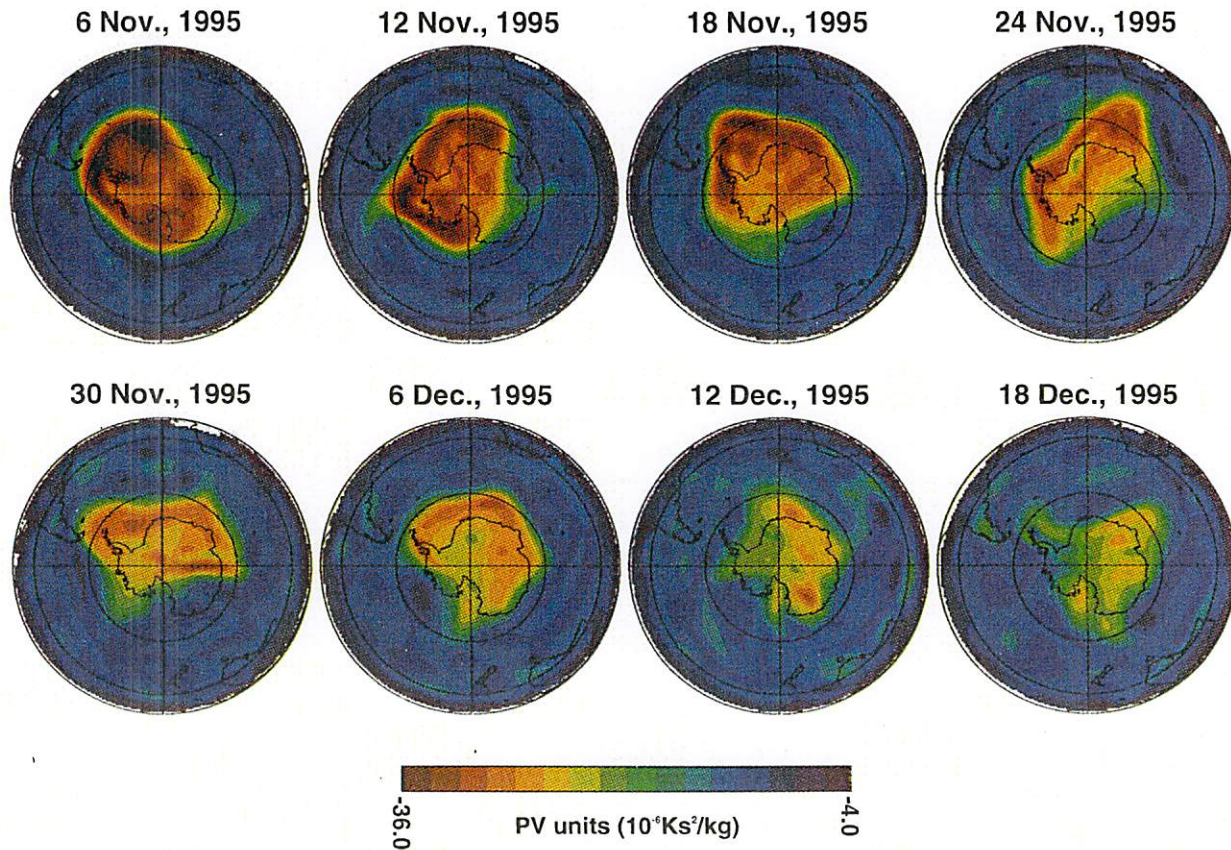 6 Nov., 1995 12 Nov., 1995 18 Nov., 1995 24 Nov., 1995
30 Nov., 1995 6 Dec., 1995 12 Dec., 1995 18 Dec., 1995
-36.0 -4.0
PV units (10⁻⁶Ks²/kg)